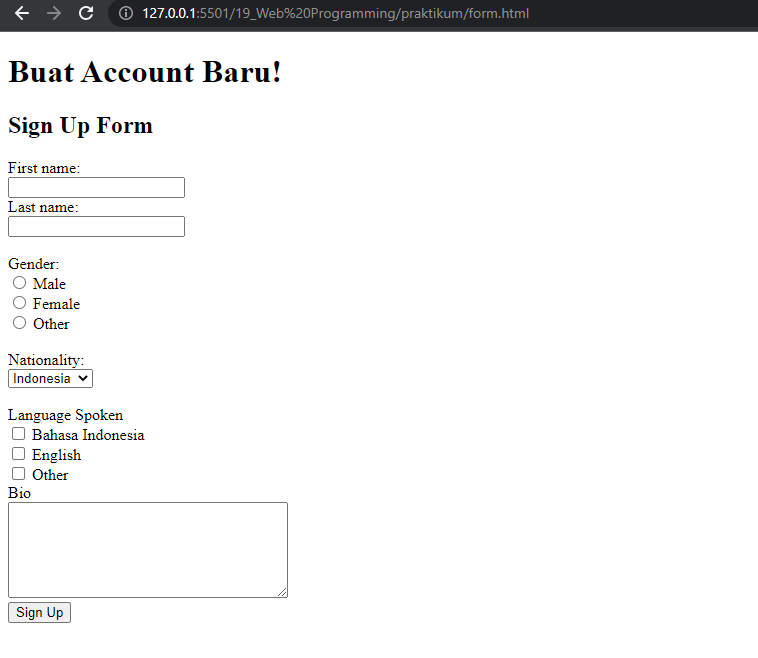 127.0.0.1:5501/19_Web%20Programming/praktikum/form.html
Buat Account Baru!
Sign Up Form
First name:
Last name:
Gender:
Male
Female
Other
Nationality:
Indonesia
Language Spoken
Bahasa Indonesia
English
Other
Bio
Sign Up